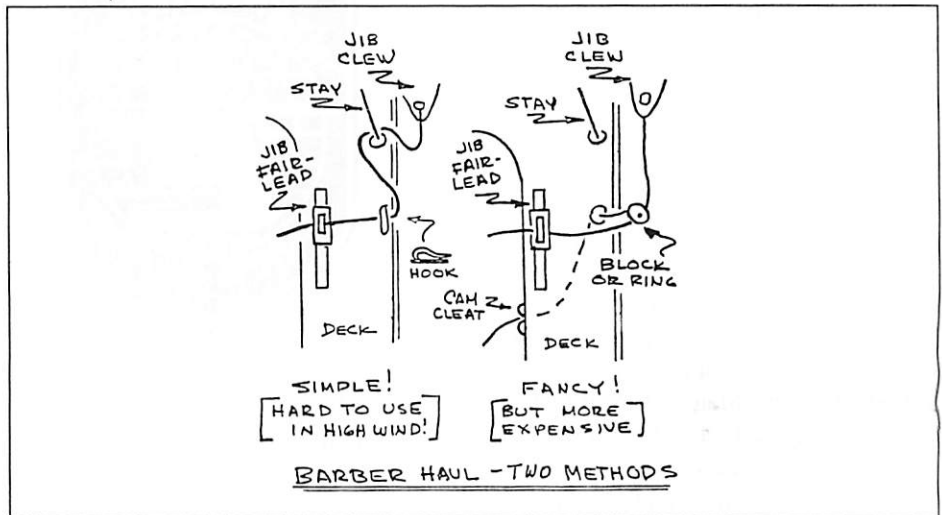 JIB
CLEW
STAY
JIB
FAIR-
LEAD
HOOK
DECK
SIMPLE!
[HARD TO USE
IN HIGH WIND!]
JIB
CLEW
STAY
JIB
FAIR-
LEAD
BLOCK
OR RING
CAM
CLEAT
DECK
FANCY!
[BUT MORE
EXPENSIVE]
BARBER HAUL - TWO METHODS